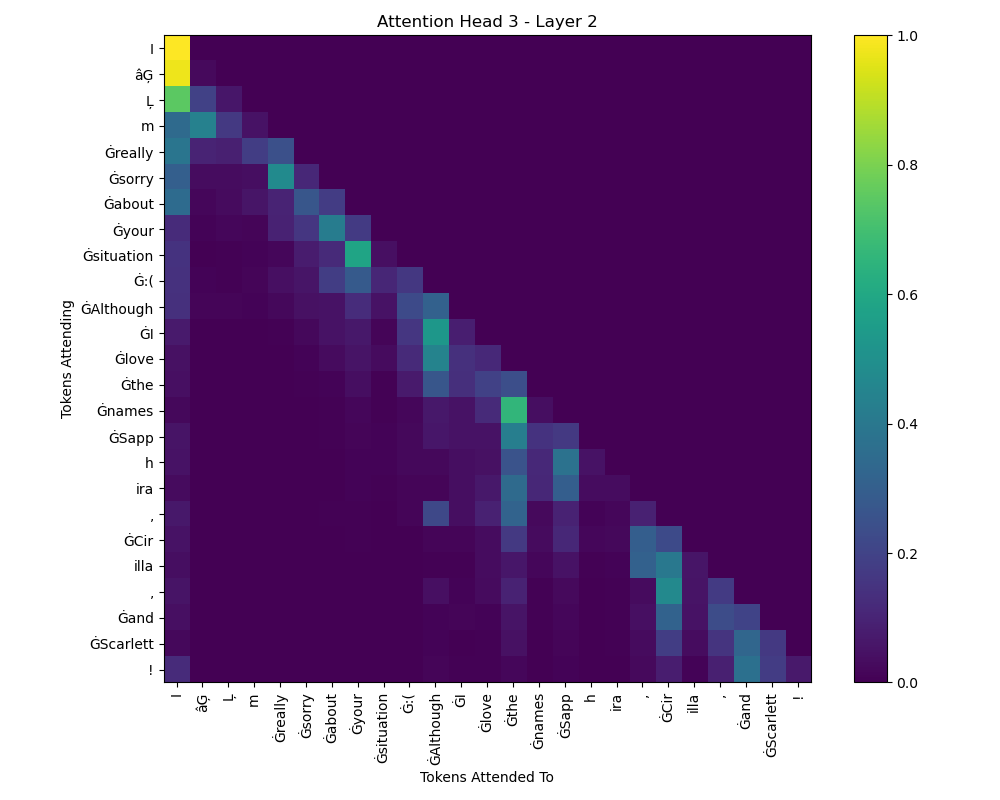 Attention Head 3 - Layer 2
Tokens Attending
I
âĢ
Ļ
m
Ġreally
Ġsorry
Ġabout
Ġyour
Ġsituation
Ġ:(
ĠAlthough
ĠI
Ġlove
Ġthe
Ġnames
ĠSapp
h
ira
,
ĠCir
illa
,
Ġand
ĠScarlett
!
I
âĢ
Ļ
m
Ġreally
Ġsorry
Ġabout
Ġyour
Ġsituation
Ġ:(
ĠAlthough
ĠI
Ġlove
Ġthe
Ġnames
ĠSapp
h
ira
,
ĠCir
illa
,
Ġand
ĠScarlett
!
Tokens Attended To
1.0
0.8
0.6
0.4
0.2
0.0